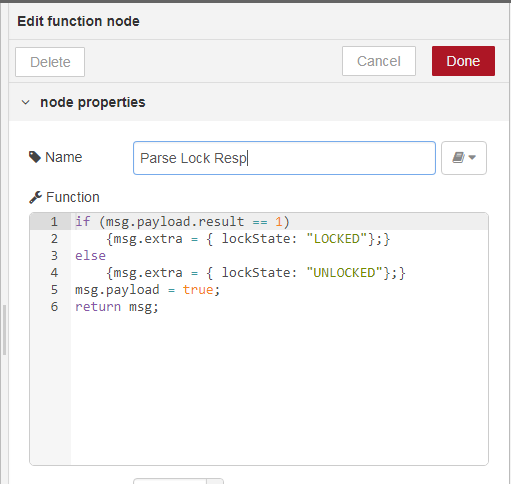 Edit function node
Delete
Cancel
Done
node properties
Name
Parse Lock Resp
Function
1 if (msg.payload.result == 1)
2     {msg.extra = { lockState: "LOCKED"};}
3 else
4     {msg.extra = { lockState: "UNLOCKED"};}
5 msg.payload = true;
6 return msg;